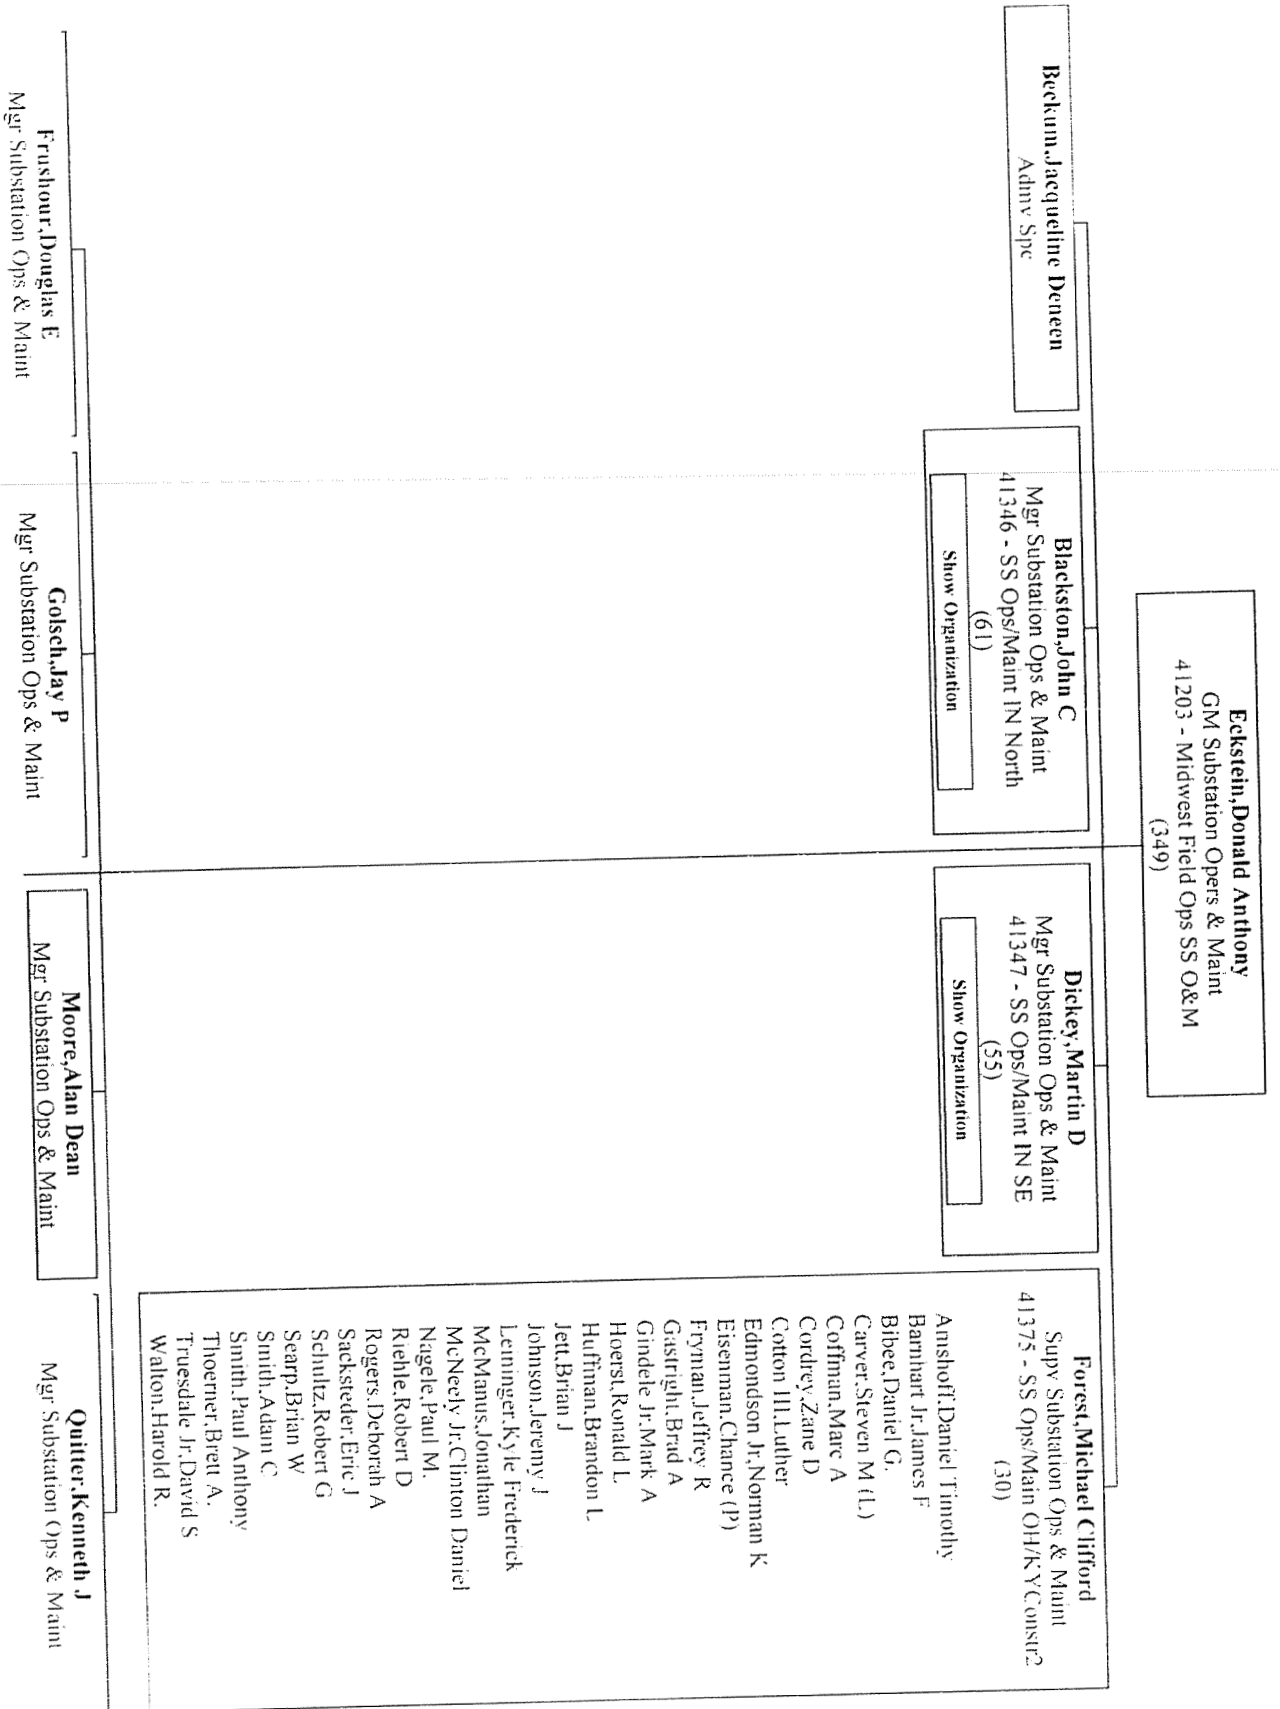 Eckstein,Donald Anthony
GM Substation Opers & Maint
41203 - Midwest Field Ops SS O&M
(349)
Beckum,Jacqueline Deneen
Admv Spc
Blackston,John C
Mgr Substation Ops & Maint
41346 - SS Ops/Maint IN North
(61)
Show Organization
Dickey,Martin D
Mgr Substation Ops & Maint
41347 - SS Ops/Maint IN SE
(55)
Show Organization
Forest,Michael Clifford
Supv Substation Ops & Maint
41375 - SS Ops/Main OH/KYConstr2
(30)
Annshoff,Daniel Timothy
Barnhart Jr,James F
Bibee,Daniel G.
Carver,Steven M (L)
Coffman,Marc A
Cordrey,Zane D
Cotton III,Luther
Edmondson Jr,Norman K
Eisenman,Chance (P)
Fryman,Jeffrey R
Gastright,Brad A
Gindele Jr,Mark A
Hoerst,Ronald L
Huffman,Brandon L
Jett,Brian J
Johnson,Jeremy J
Leininger,Kyle Frederick
McManus,Jonathan
McNeely Jr,Clinton Daniel
Nagele,Paul M.
Riehle,Robert D
Rogers,Deborah A
Sacksteder,Eric J
Schultz,Robert G
Searp,Brian W
Smith,Adam C
Smith,Paul Anthony
Thoerner,Brett A.
Truesdale Jr,David S
Walton,Harold R.
Frushour,Douglas E
Mgr Substation Ops & Maint
Golsch,Jay P
Mgr Substation Ops & Maint
Moore,Alan Dean
Mgr Substation Ops & Maint
Quitter,Kenneth J
Mgr Substation Ops & Maint